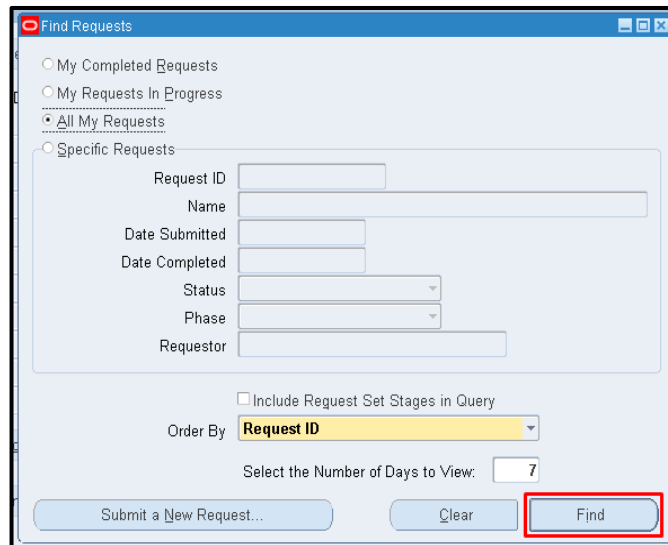 Find Requests
My Completed Requests
My Requests In Progress
All My Requests
Specific Requests
Request ID
Name
Date Submitted
Date Completed
Status
Phase
Requestor
Include Request Set Stages in Query
Order By Request ID
Select the Number of Days to View: 7
Submit a New Request... Clear Find